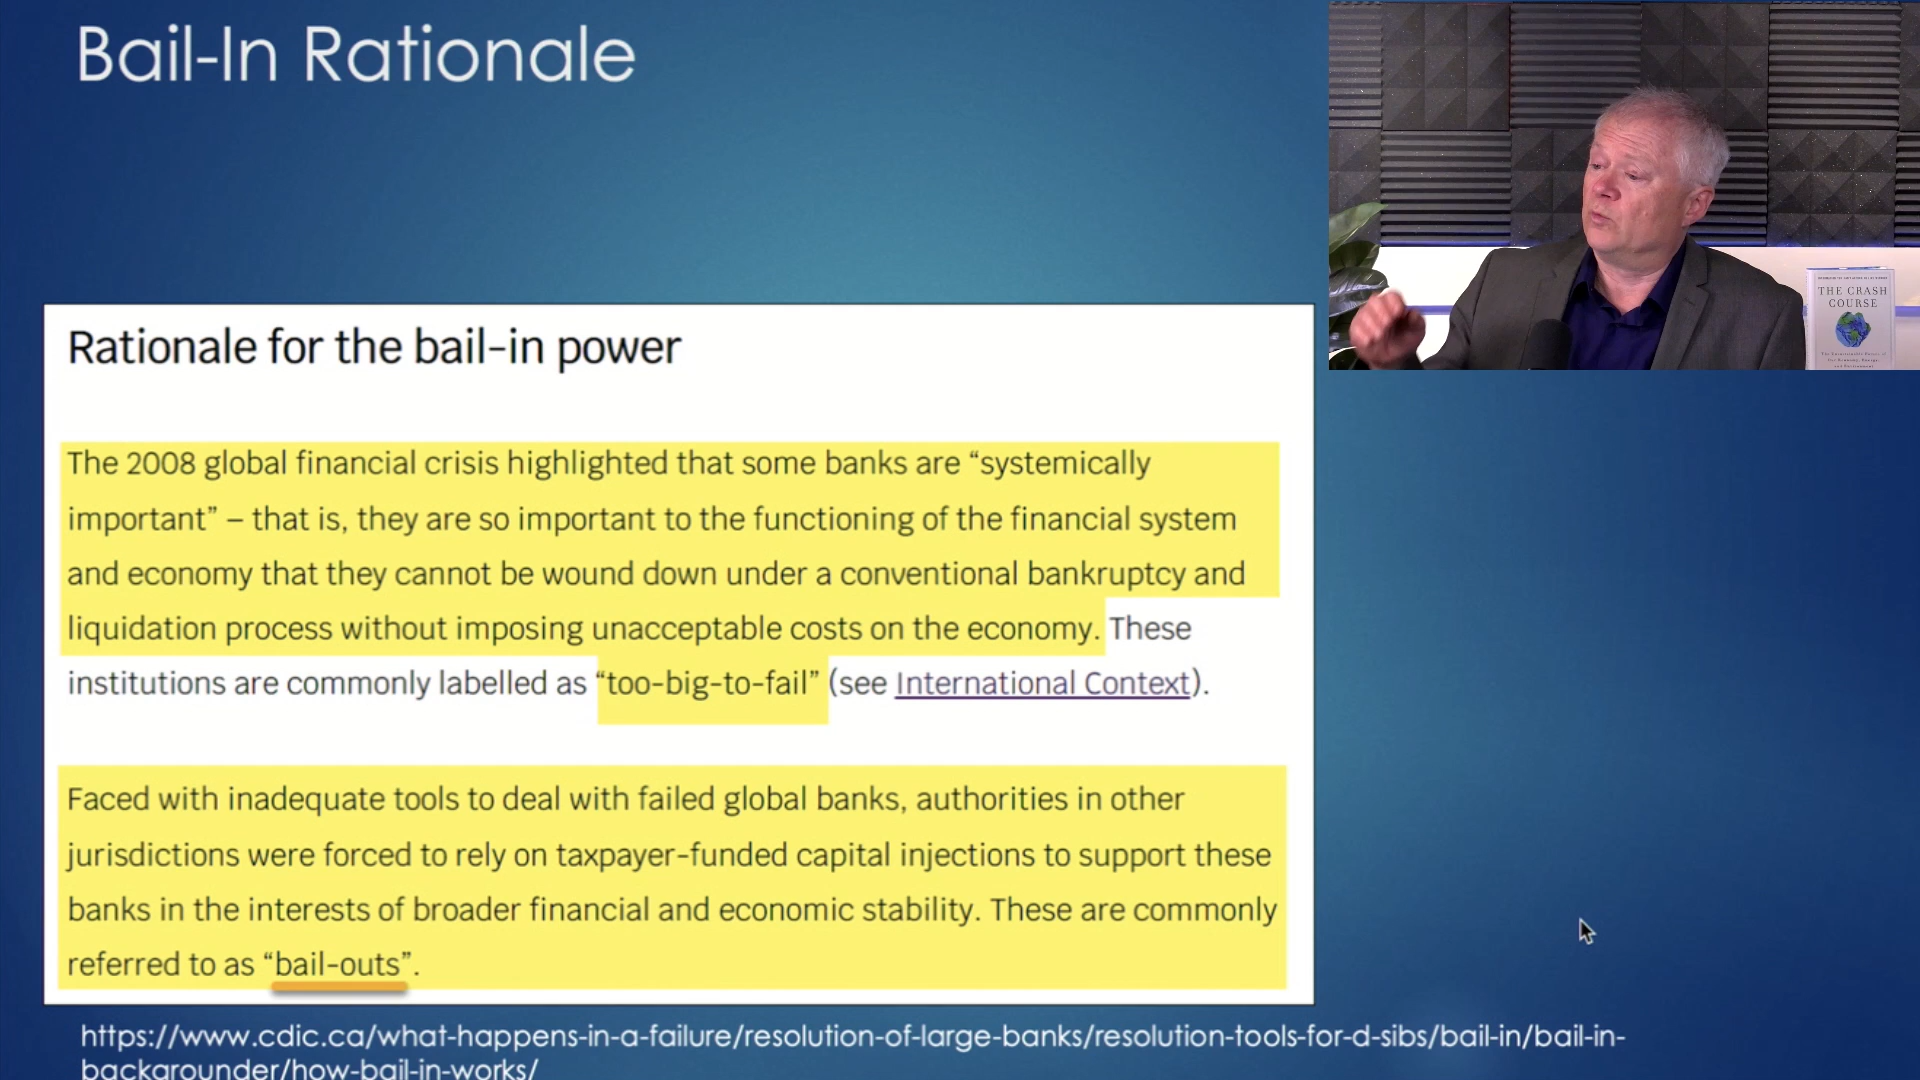 Bail-In Rationale
THE CRASH
COURSE
Rationale for the bail-in power
The 2008 global financial crisis highlighted that some banks are “systemically
important” – that is, they are so important to the functioning of the financial system
and economy that they cannot be wound down under a conventional bankruptcy and
liquidation process without imposing unacceptable costs on the economy. These
institutions are commonly labelled as “too-big-to-fail” (see International Context).
Faced with inadequate tools to deal with failed global banks, authorities in other
jurisdictions were forced to rely on taxpayer-funded capital injections to support these
banks in the interests of broader financial and economic stability. These are commonly
referred to as “bail-outs”.
https://www.cdic.ca/what-happens-in-a-failure/resolution-of-large-banks/resolution-tools-for-d-sibs/bail-in/bail-in-
backgrounder/how-bail-in-works/